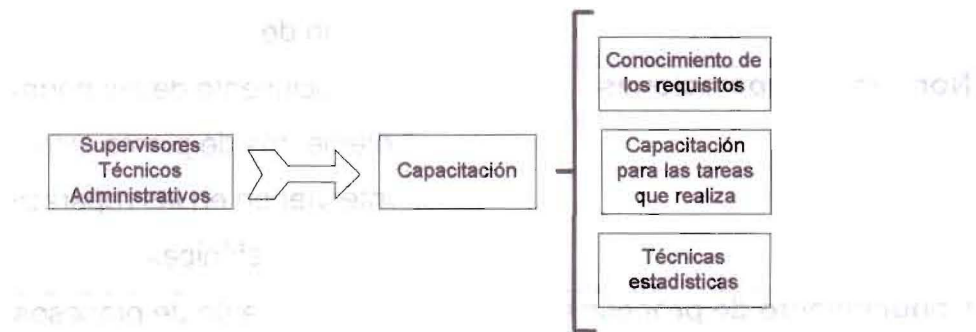 Supervisores
Técnicos
Administrativos
Capacitación
Conocimiento de
los requisitos
Capacitación
para las tareas
que realiza
Técnicas
estadísticas